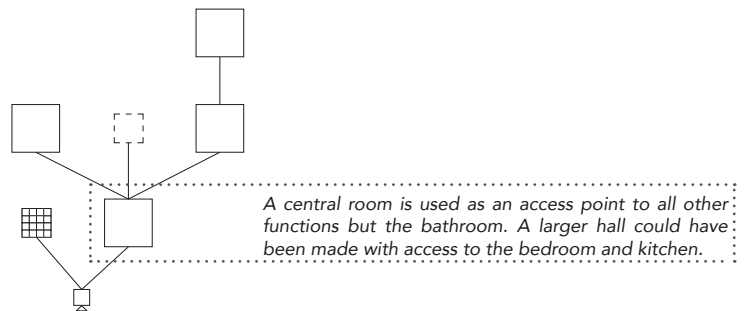 A central room is used as an access point to all other
functions but the bathroom. A larger hall could have
been made with access to the bedroom and kitchen.